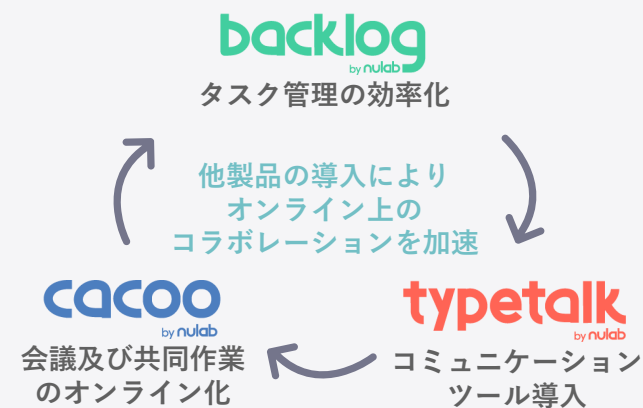 backlog
by nulab
タスク管理の効率化
他製品の導入により
オンライン上の
コラボレーションを加速
cacoo
by nulab
会議及び共同作業
のオンライン化
typetalk
by nulab
コミュニケーション
ツール導入